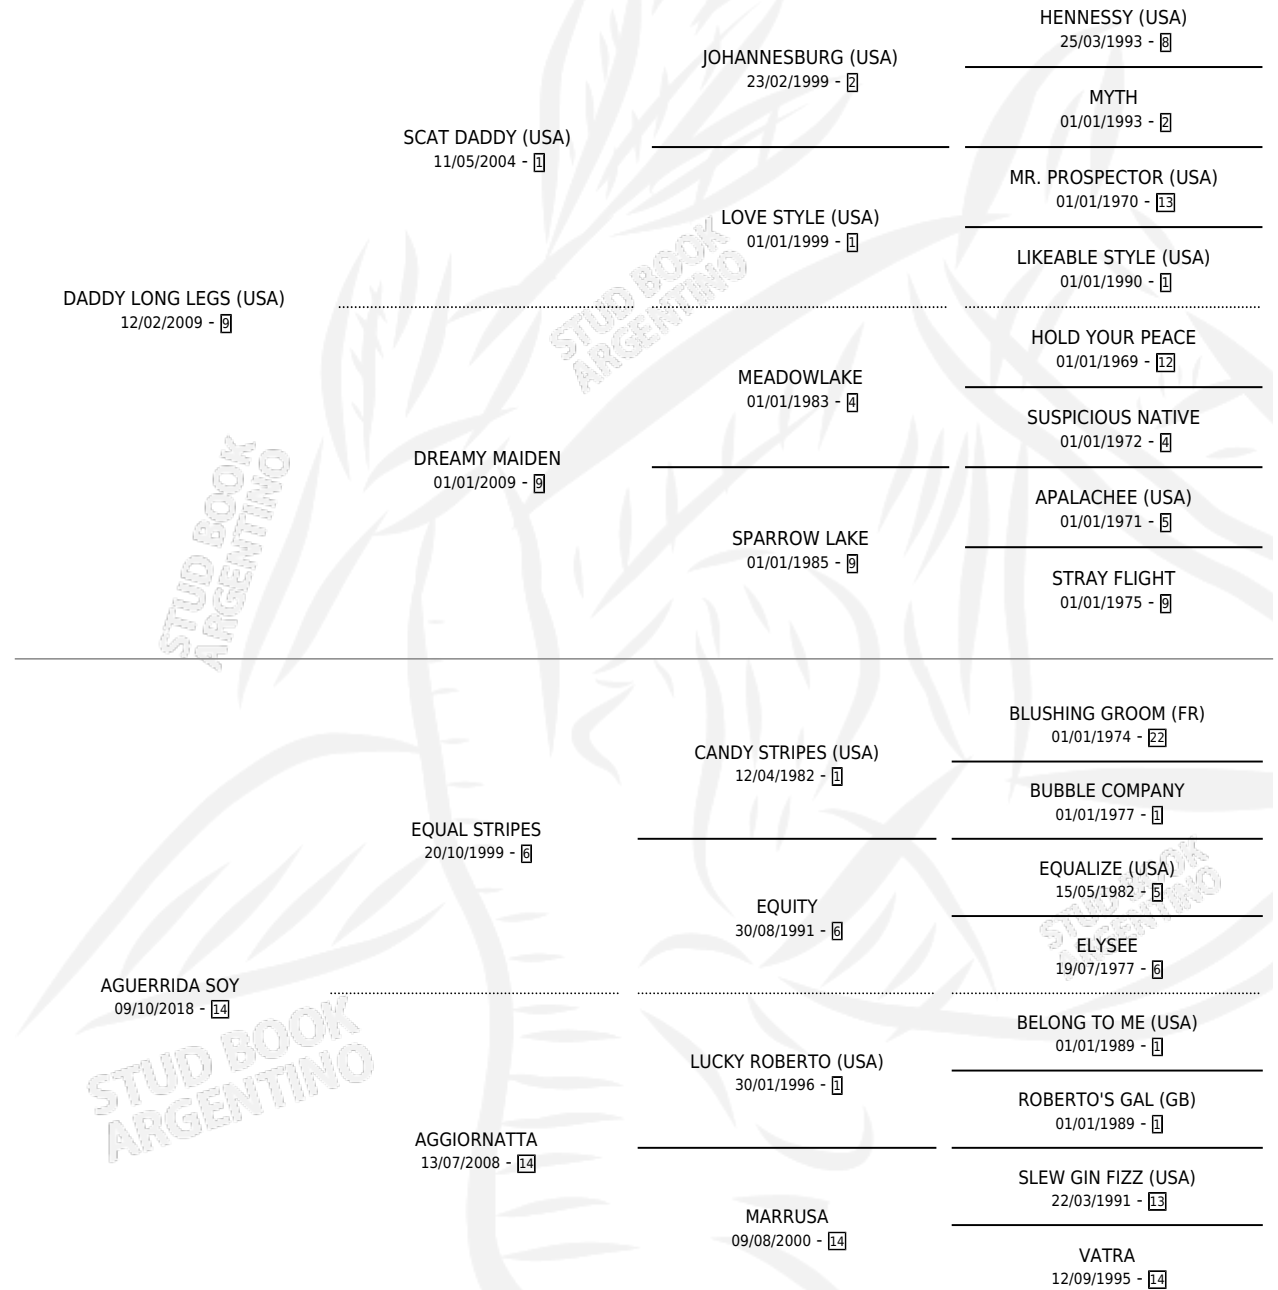 HENNESSY (USA)
25/03/1993 - 8
JOHANNESBURG (USA)
23/02/1999 - 2
MYTH
01/01/1993 - 2
SCAT DADDY (USA)
11/05/2004 - 1
MR. PROSPECTOR (USA)
01/01/1970 - 13
LOVE STYLE (USA)
01/01/1999 - 1
LIKEABLE STYLE (USA)
01/01/1990 - 1
DADDY LONG LEGS (USA)
12/02/2009 - 9
STUD BOOK
ARGENTINO
HOLD YOUR PEACE
01/01/1969 - 12
MEADOWLAKE
01/01/1983 - 4
SUSPICIOUS NATIVE
01/01/1972 - 4
DREAMY MAIDEN
01/01/2009 - 9
STUD BOOK
ARGENTINO
APALACHEE (USA)
01/01/1971 - 5
SPARROW LAKE
01/01/1985 - 9
STRAY FLIGHT
01/01/1975 - 9
BLUSHING GROOM (FR)
01/01/1974 - 22
CANDY STRIPES (USA)
12/04/1982 - 1
BUBBLE COMPANY
01/01/1977 - 1
EQUAL STRIPES
20/10/1999 - 6
EQUALIZE (USA)
15/05/1982 - 5
STUD BOOK
ARGENTINO
EQUITY
30/08/1991 - 6
ELYSEE
19/07/1977 - 6
AGUERRIDA SOY
09/10/2018 - 14
STUD BOOK
ARGENTINO
BELONG TO ME (USA)
01/01/1989 - 1
LUCKY ROBERTO (USA)
30/01/1996 - 1
ROBERTO'S GAL (GB)
01/01/1989 - 1
AGGIORNATTA
13/07/2008 - 14
SLEW GIN FIZZ (USA)
22/03/1991 - 13
MARRUSA
09/08/2000 - 14
VATRA
12/09/1995 - 14